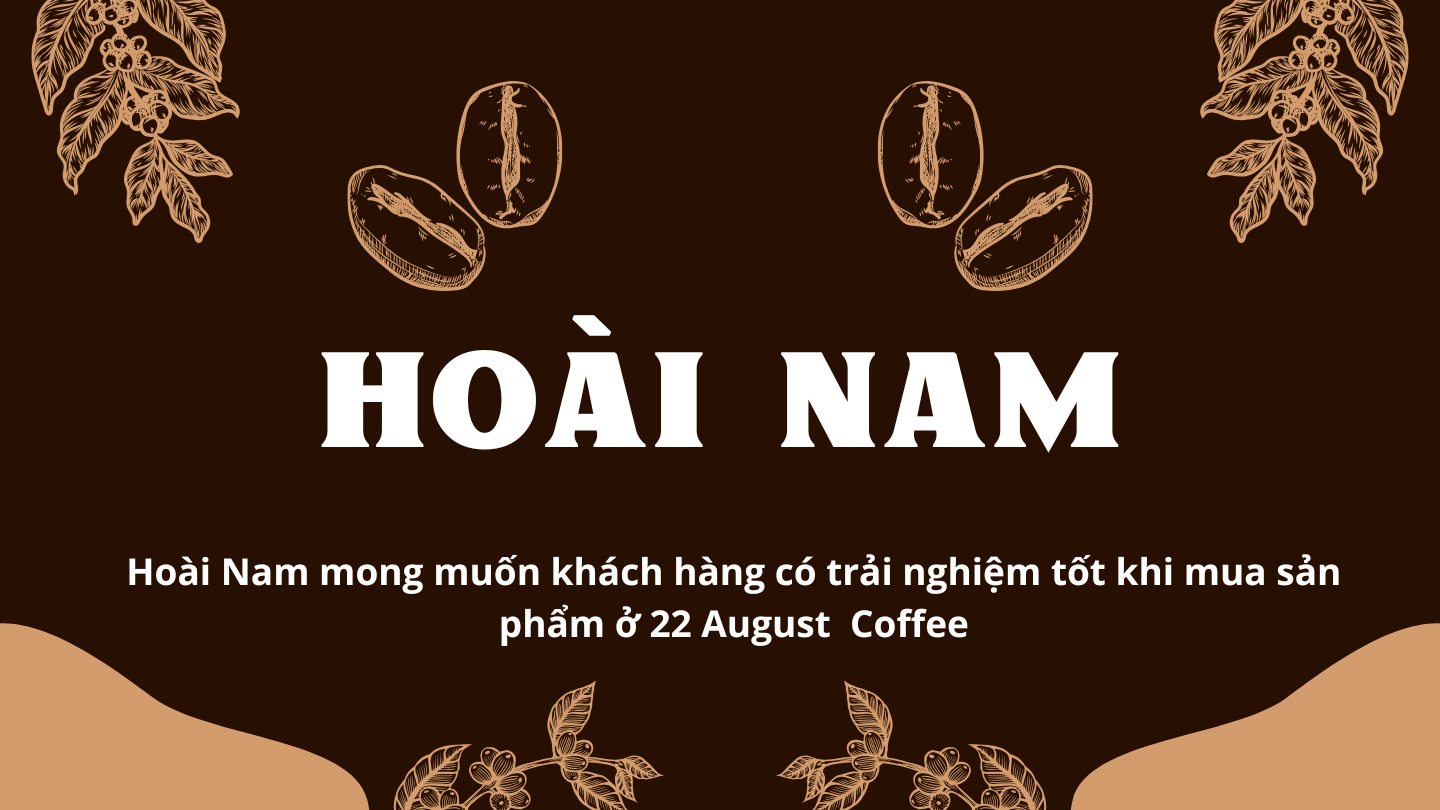 HOÀI NAM
Hoài Nam mong muốn khách hàng có trải nghiệm tốt khi mua sản
phẩm ở 22 August  Coffee